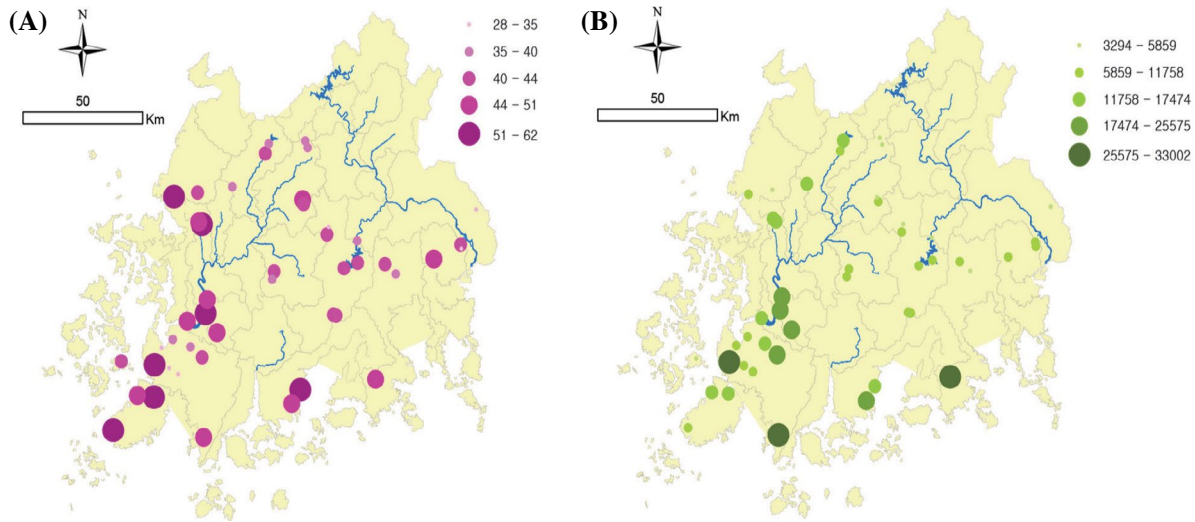 (A)
N
50
Km
28 – 35
35 – 40
40 – 44
44 – 51
51 – 62
(B)
N
50
Km
3294 – 5859
5859 – 11758
11758 – 17474
17474 – 25575
25575 – 33002